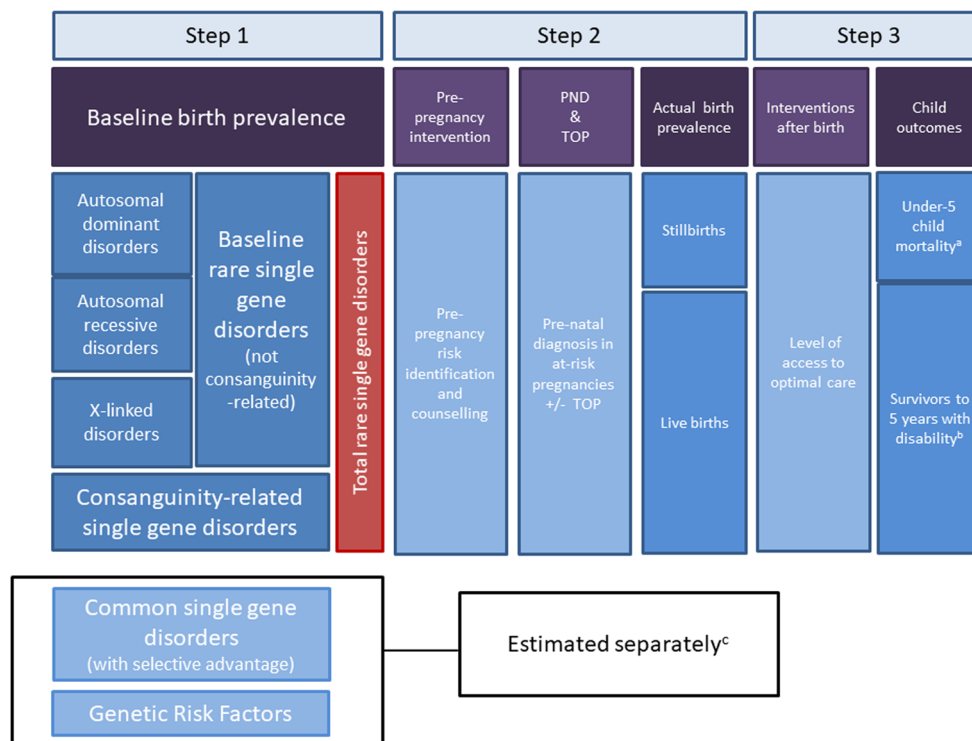 Step 1
Step 2
Step 3
Baseline birth prevalence
Pre-
pregnancy
intervention
PND
&
TOP
Actual birth
prevalence
Interventions
after birth
Child
outcomes
Autosomal
dominant
disorders
Autosomal
recessive
disorders
X-linked
disorders
Baseline
rare single
gene
disorders
(not
consanguinity
-related)
Consanguinity-related
single gene disorders
Total rare single gene disorders
Pre-
pregnancy
risk
identification
and
counselling
Pre-natal
diagnosis in
at-risk
pregnancies
+/- TOP
Stillbirths
Live births
Level of
access to
optimal care
Under-5
child
mortalityᵃ
Survivors to
5 years with
disabilityᵇ
Common single gene
disorders
(with selective advantage)
Genetic Risk Factors
Estimated separatelyᶜ